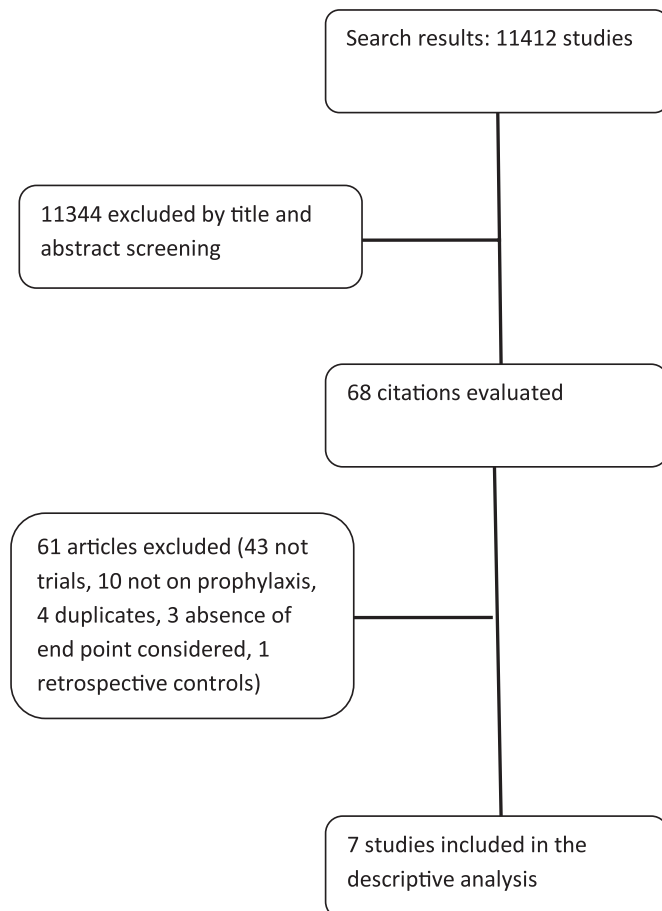 Search results: 11412 studies
11344 excluded by title and
abstract screening
68 citations evaluated
61 articles excluded (43 not
trials, 10 not on prophylaxis,
4 duplicates, 3 absence of
end point considered, 1
retrospective controls)
7 studies included in the
descriptive analysis